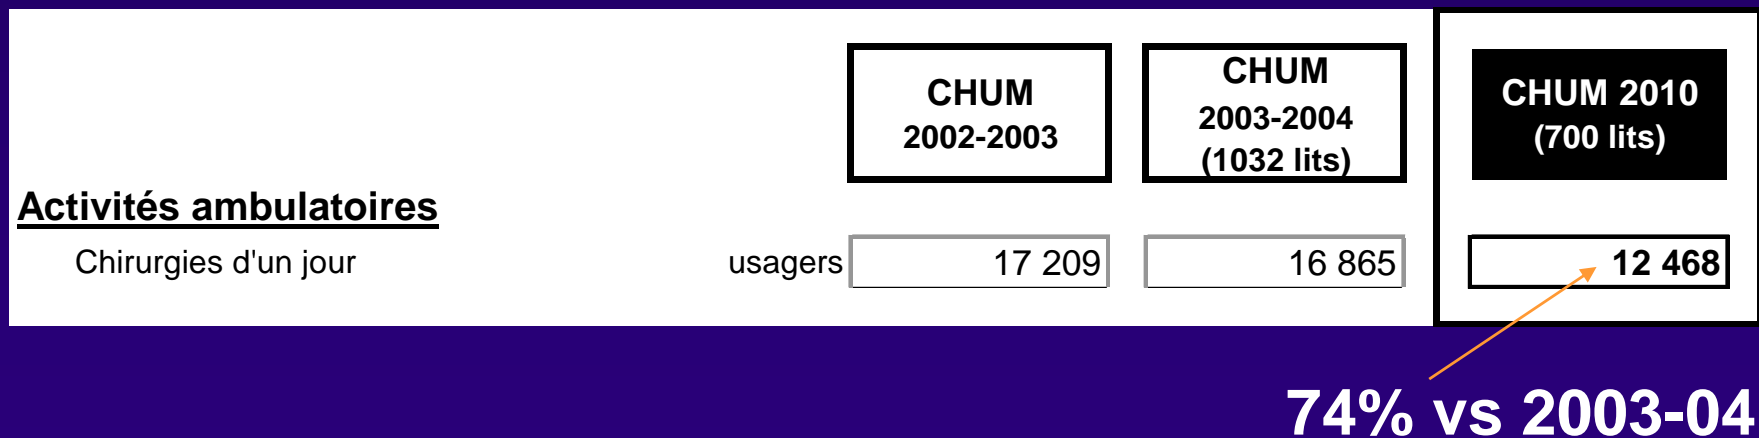 CHUM
2002-2003
CHUM
2003-2004
(1032 lits)
CHUM 2010
(700 lits)
Activités ambulatoires
Chirurgies d'un jour usagers 17 209 16 865 12 468
74% vs 2003-04